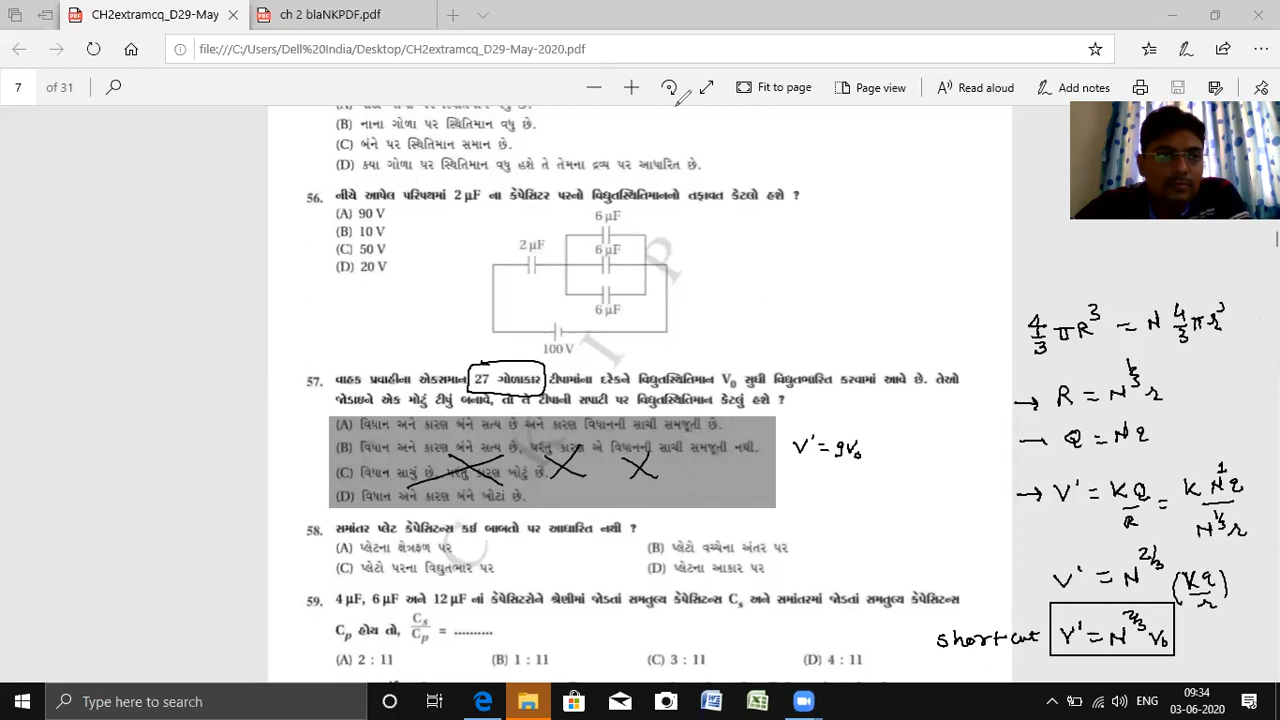 CH2extramcq_D29-May
ch 2 blaNKPDF.pdf
file:///C:/Users/Dell%20India/Desktop/CH2extramcq_D29-May-2020.pdf
7 of 31
Fit to page
Page view
Read aloud
Add notes
(B) નાના ગોળા પર સ્થિતિમાન વધુ છે.
(C) બંને પર સ્થિતિમાન સમાન છે.
(D) કયા ગોળા પર સ્થિતિમાન વધુ હશે તે તેમના દ્રવ્ય પર આધારિત છે.
56. નીચે આપેલ પરિપથમાં 2 μF ના કેપેસિટર પરનો વિદ્યુતસ્થિતિમાનનો તફાવત કેટલો હશે ?
(A) 90 V
(B) 10 V
(C) 50 V
(D) 20 V
6 μF
2 μF
6 μF
6 μF
100 V
57. વાહક પ્રવાહીના એકસમાન 27 ગોળાકાર ટીપામાંના દરેકને વિદ્યુતસ્થિતિમાન V₀ સુધી વિદ્યુતભારિત કરવામાં આવે છે. તેઓ
જોડાઇને એક મોટું ટીપું બનાવે, તો તે ટીપાની સપાટી પર વિદ્યુતસ્થિતિમાન કેટલું હશે ?
(A) વિધાન અને કારણ બંને સત્ય છે અને કારણ વિધાનની સાચી સમજૂતી છે.
(B) વિધાન અને કારણ બંને સત્ય છે, પરંતુ કારણ એ વિધાનની સાચી સમજૂતી નથી.
(C) વિધાન સાચું છે, પરંતુ કારણ ખોટું છે.
(D) વિધાન અને કારણ બંને ખોટાં છે.
V' = 9V₀
58. સમાંતર પ્લેટ કેપેસિટન્સ કઈ બાબતો પર આધારિત નથી ?
(A) પ્લેટના ક્ષેત્રફળ પર (B) પ્લેટો વચ્ચેના અંતર પર
(C) પ્લેટો પરના વિદ્યુતભાર પર (D) પ્લેટના આકાર પર
59. 4 μF, 6 μF અને 12 μF નાં કેપેસિટરોને શ્રેણીમાં જોડતાં સમતુલ્ય કેપેસિટન્સ Cₛ અને સમાંતરમાં જોડતાં સમતુલ્ય કેપેસિટન્સ
Cₚ હોય તો, Cₛ/Cₚ = ..........
(A) 2 : 11 (B) 1 : 11 (C) 3 : 11 (D) 4 : 11
4/3 πR³ = N 4/3 πr³
→ R = N^1/3 r
→ Q = Nq
→ V' = KQ/R = K N¹q / N^1/3 r
V' = N^2/3 (Kq/r)
shortcut V' = N^2/3 V₀
Type here to search
ENG
09:34
03-06-2020